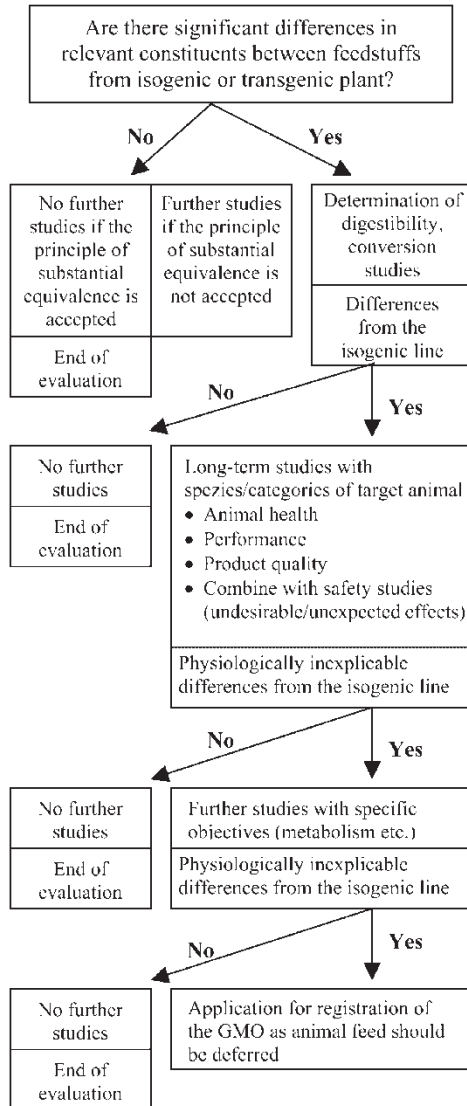 Are there significant differences in
relevant constituents between feedstuffs
from isogenic or transgenic plant?
No
Yes
No further
studies if the
principle of
substantial
equivalence is
accepted
End of
evaluation
Further studies
if the principle
of substantial
equivalence is
not accepted
Determination of
digestibility,
conversion
studies
Differences
from the
isogenic line
No
Yes
No further
studies
End of
evaluation
Long-term studies with
spezies/categories of target animal
• Animal health
• Performance
• Product quality
• Combine with safety studies
(undesirable/unexpected effects)
Physiologically inexplicable
differences from the isogenic line
No
Yes
No further
studies
End of
evaluation
Further studies with specific
objectives (metabolism etc.)
Physiologically inexplicable
differences from the isogenic line
No
Yes
No further
studies
End of
evaluation
Application for registration of
the GMO as animal feed should
be deferred